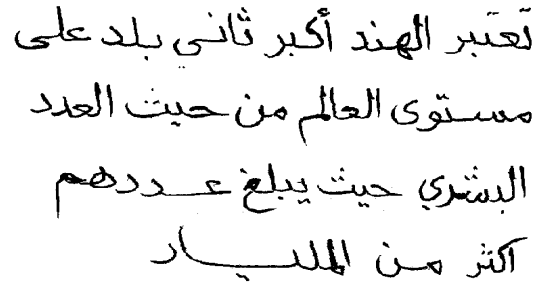 تعتبر الهند أكبر ثاني بلد على
مستوى العالم من حيث العدد
البشري حيث يبلغ عددهم
اكثر من المليار